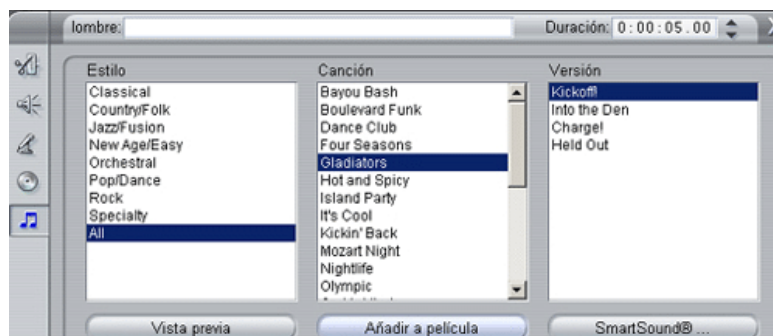 lombre:
Duración: 0:00:05.00
Estilo
Classical
Country/Folk
Jazz/Fusion
New Age/Easy
Orchestral
Pop/Dance
Rock
Specialty
All
Canción
Bayou Bash
Boulevard Funk
Dance Club
Four Seasons
Gladiators
Hot and Spicy
Island Party
It's Cool
Kickin' Back
Mozart Night
Nightlife
Olympic
Versión
Kickoff!
Into the Den
Charge!
Held Out
Vista previa
Añadir a película
SmartSound® ...